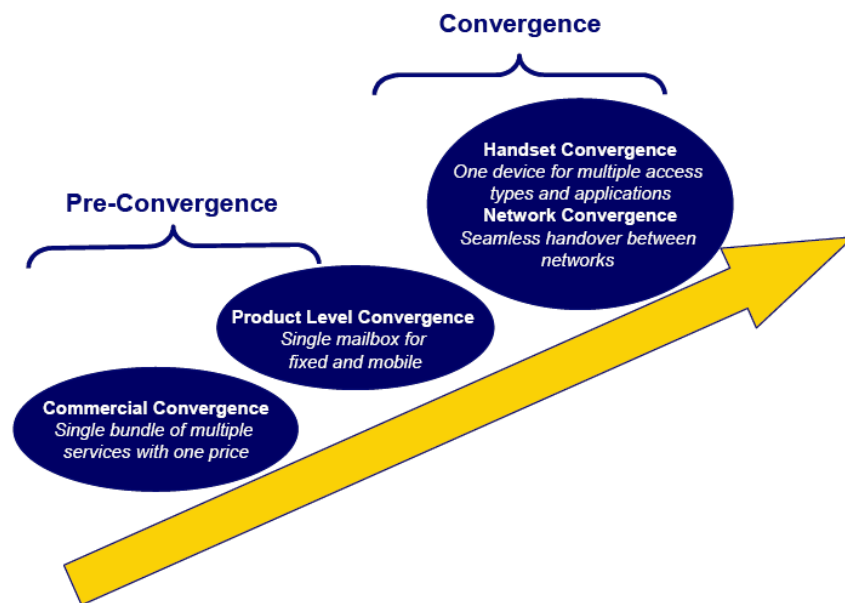 Convergence
Handset Convergence
One device for multiple access
types and applications
Network Convergence
Seamless handover between
networks
Pre-Convergence
Product Level Convergence
Single mailbox for
fixed and mobile
Commercial Convergence
Single bundle of multiple
services with one price